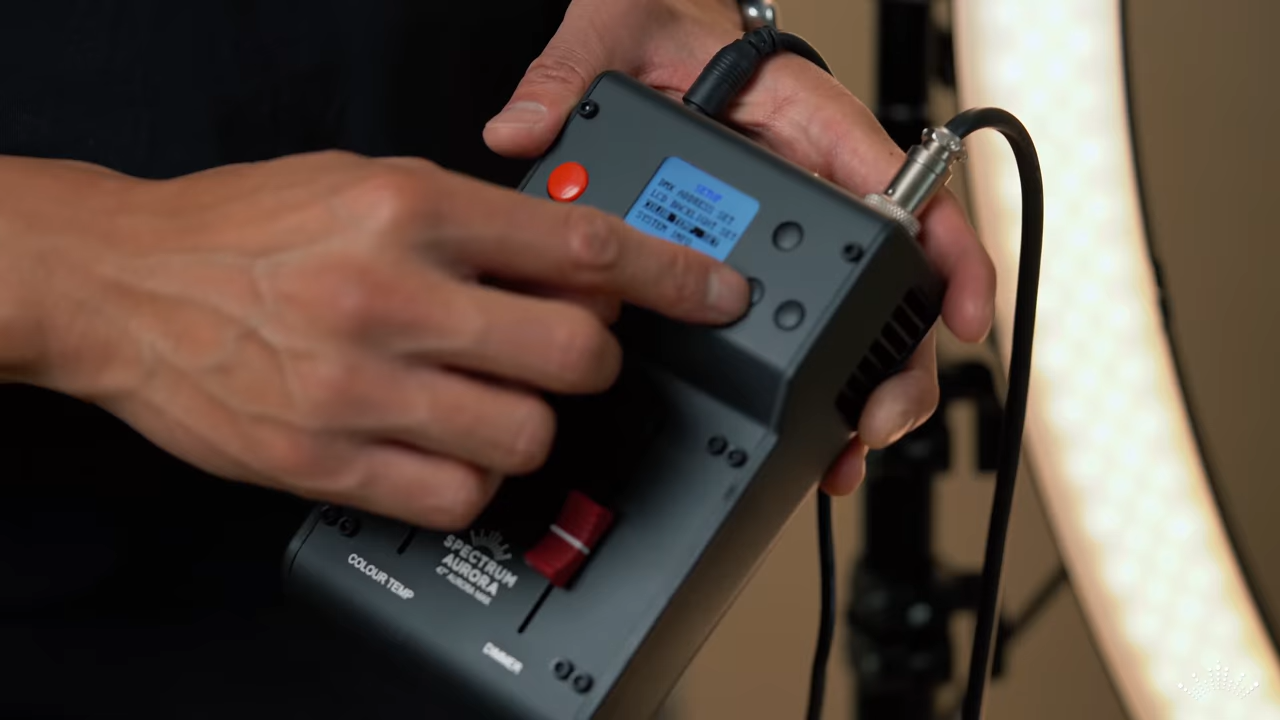 SETUP
DMX ADDRESS SET
LCD BACKLIGHT SET
SYSTEM INFO
SPECTRUM
AURORA
COLOUR TEMP
DIMMER